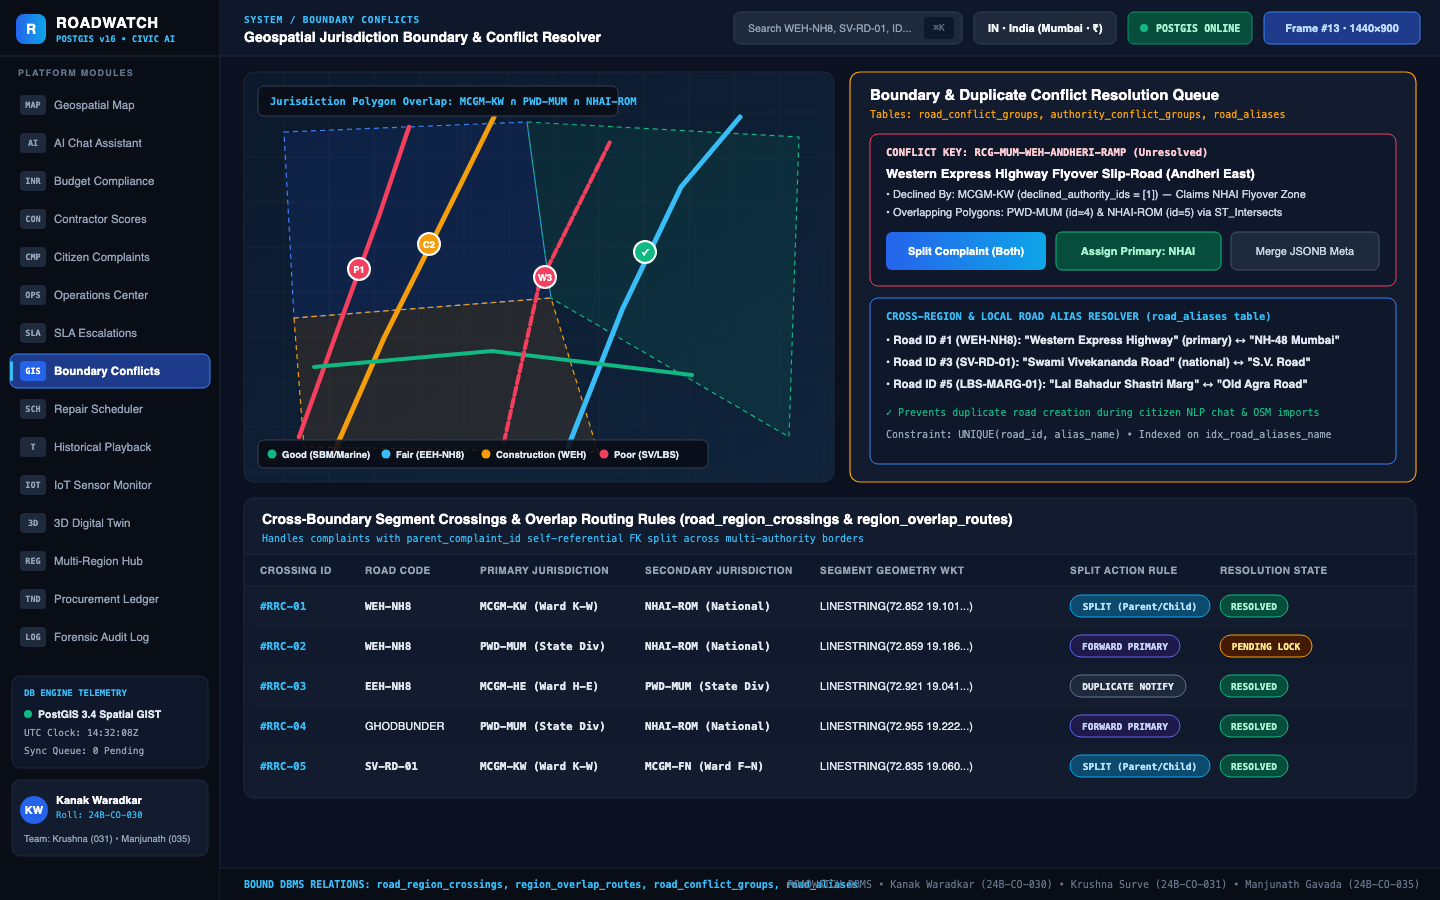 R
ROADWATCH
POSTGIS v16 • CIVIC AI
PLATFORM MODULES
MAP Geospatial Map
AI AI Chat Assistant
INR Budget Compliance
CON Contractor Scores
CMP Citizen Complaints
OPS Operations Center
SLA SLA Escalations
GIS Boundary Conflicts
SCH Repair Scheduler
T Historical Playback
IOT IoT Sensor Monitor
3D 3D Digital Twin
REG Multi-Region Hub
TND Procurement Ledger
LOG Forensic Audit Log
DB ENGINE TELEMETRY
PostGIS 3.4 Spatial GIST
UTC Clock: 14:32:08Z
Sync Queue: 0 Pending
KW
Kanak Waradkar
Roll: 24B-CO-030
Team: Krushna (031) • Manjunath (035)
SYSTEM / BOUNDARY CONFLICTS
Geospatial Jurisdiction Boundary & Conflict Resolver
Search WEH-NH8, SV-RD-01, ID... ⌘K
IN • India (Mumbai • ₹)
POSTGIS ONLINE
Frame #13 • 1440×900
Jurisdiction Polygon Overlap: MCGM-KW ∩ PWD-MUM ∩ NHAI-ROM
P1
C2
W3
✓
Good (SBM/Marine) Fair (EEH-NH8) Construction (WEH) Poor (SV/LBS)
Boundary & Duplicate Conflict Resolution Queue
Tables: road_conflict_groups, authority_conflict_groups, road_aliases
CONFLICT KEY: RCG-MUM-WEH-ANDHERI-RAMP (Unresolved)
Western Express Highway Flyover Slip-Road (Andheri East)
• Declined By: MCGM-KW (declined_authority_ids = [1]) — Claims NHAI Flyover Zone
• Overlapping Polygons: PWD-MUM (id=4) & NHAI-ROM (id=5) via ST_Intersects
Split Complaint (Both) Assign Primary: NHAI Merge JSONB Meta
CROSS-REGION & LOCAL ROAD ALIAS RESOLVER (road_aliases table)
• Road ID #1 (WEH-NH8): "Western Express Highway" (primary) ↔ "NH-48 Mumbai"
• Road ID #3 (SV-RD-01): "Swami Vivekananda Road" (national) ↔ "S.V. Road"
• Road ID #5 (LBS-MARG-01): "Lal Bahadur Shastri Marg" ↔ "Old Agra Road"
✓ Prevents duplicate road creation during citizen NLP chat & OSM imports
Constraint: UNIQUE(road_id, alias_name) • Indexed on idx_road_aliases_name
Cross-Boundary Segment Crossings & Overlap Routing Rules (road_region_crossings & region_overlap_routes)
Handles complaints with parent_complaint_id self-referential FK split across multi-authority borders
CROSSING ID ROAD CODE PRIMARY JURISDICTION SECONDARY JURISDICTION SEGMENT GEOMETRY WKT SPLIT ACTION RULE RESOLUTION STATE
#RRC-01 WEH-NH8 MCGM-KW (Ward K-W) NHAI-ROM (National) LINESTRING(72.852 19.101...) SPLIT (Parent/Child) RESOLVED
#RRC-02 WEH-NH8 PWD-MUM (State Div) NHAI-ROM (National) LINESTRING(72.859 19.186...) FORWARD PRIMARY PENDING LOCK
#RRC-03 EEH-NH8 MCGM-HE (Ward H-E) PWD-MUM (State Div) LINESTRING(72.921 19.041...) DUPLICATE NOTIFY RESOLVED
#RRC-04 GHODBUNDER PWD-MUM (State Div) NHAI-ROM (National) LINESTRING(72.955 19.222...) FORWARD PRIMARY RESOLVED
#RRC-05 SV-RD-01 MCGM-KW (Ward K-W) MCGM-FN (Ward F-N) LINESTRING(72.835 19.060...) SPLIT (Parent/Child) RESOLVED
BOUND DBMS RELATIONS: road_region_crossings, region_overlap_routes, road_conflict_groups, road_aliases
ROADWATCH DBMS • Kanak Waradkar (24B-CO-030) • Krushna Surve (24B-CO-031) • Manjunath Gavada (24B-CO-035)